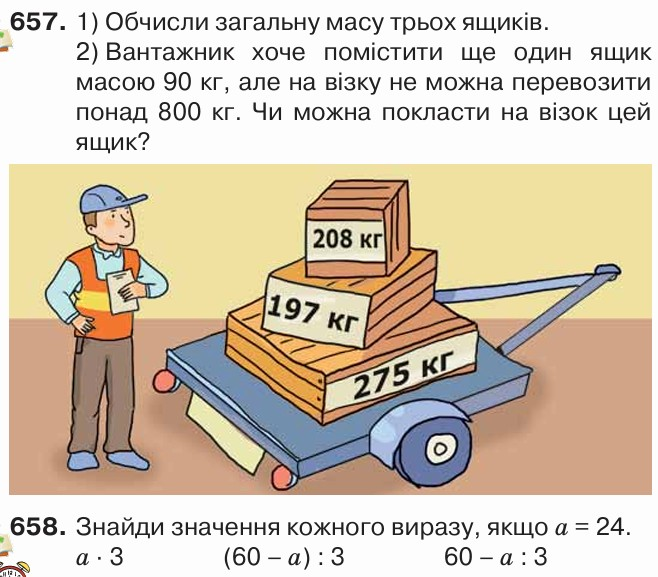 657. 1) Обчисли загальну масу трьох ящиків.
2) Вантажник хоче помістити ще один ящик
масою 90 кг, але на візку не можна перевозити
понад 800 кг. Чи можна покласти на візок цей
ящик?
208 кг
197 кг
275 кг
658. Знайди значення кожного виразу, якщо a = 24.
a · 3 (60 – a) : 3 60 – a : 3